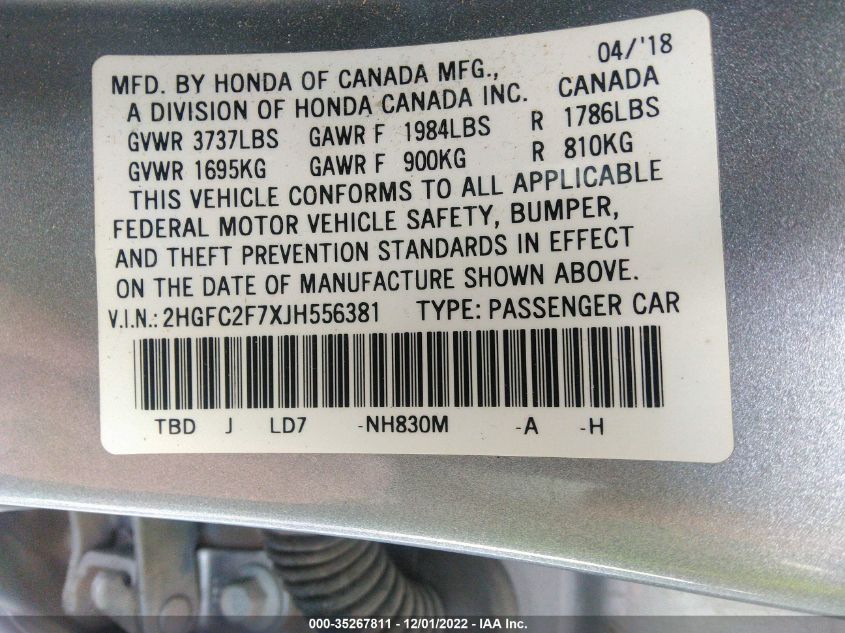 04/'18
MFD. BY HONDA OF CANADA MFG.,
A DIVISION OF HONDA CANADA INC. CANADA
GVWR 3737LBS GAWR F 1984LBS R 1786LBS
GVWR 1695KG GAWR F 900KG R 810KG
THIS VEHICLE CONFORMS TO ALL APPLICABLE
FEDERAL MOTOR VEHICLE SAFETY, BUMPER,
AND THEFT PREVENTION STANDARDS IN EFFECT
ON THE DATE OF MANUFACTURE SHOWN ABOVE.
V.I.N.: 2HGFC2F7XJH556381 TYPE: PASSENGER CAR
TBD J LD7 -NH830M -A -H
000-35267811 - 12/01/2022 - IAA Inc.